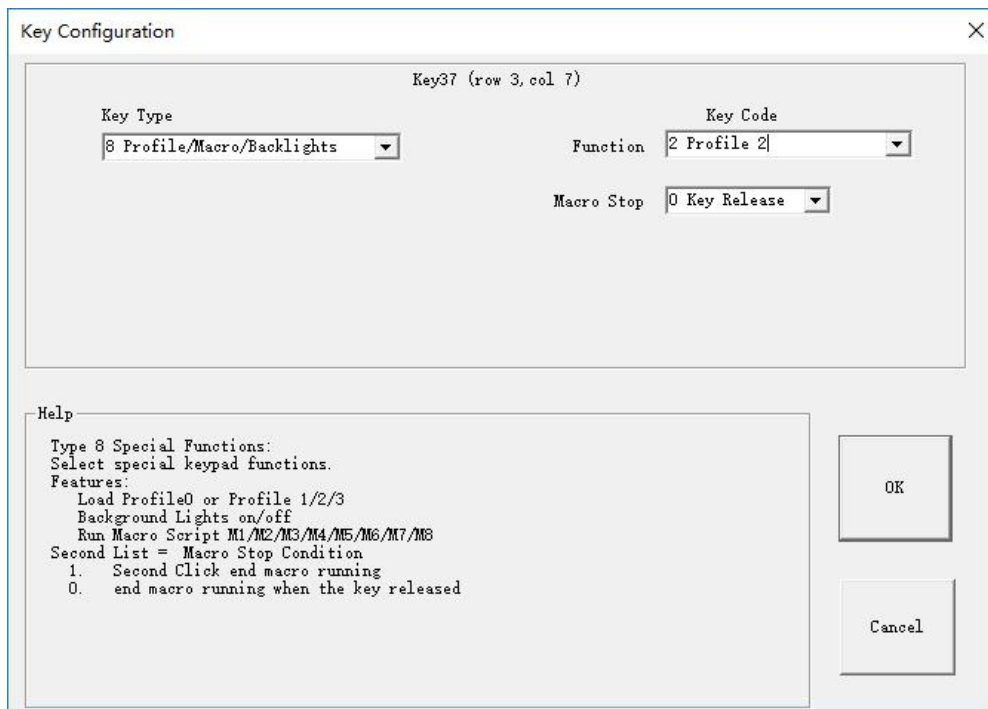 Key Configuration
Key37 (row 3, col 7)
Key Type
Key Code
8 Profile/Macro/Backlights
Function
2 Profile 2
Macro Stop
0 Key Release
Help
Type 8 Special Functions:
Select special keypad functions.
Features:
Load Profile0 or Profile 1/2/3
Background Lights on/off
Run Macro Script M1/M2/M3/M4/M5/M6/M7/M8
Second List = Macro Stop Condition
1. Second Click end macro running
0. end macro running when the key released
OK
Cancel